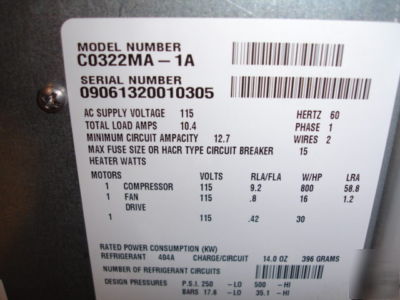 MODEL NUMBER
C0322MA-1A
SERIAL NUMBER
09061320010305
AC SUPPLY VOLTAGE 115 HERTZ 60
TOTAL LOAD AMPS 10.4 PHASE 1
MINIMUM CIRCUIT AMPACITY 12.7 WIRES 2
MAX FUSE SIZE OR HACR TYPE CIRCUIT BREAKER 15
HEATER WATTS
MOTORS VOLTS RLA/FLA W/HP LRA
1 COMPRESSOR 115 9.2 800 58.8
1 FAN 115 .8 16 1.2
DRIVE
1 115 .42 30
RATED POWER CONSUMPTION (KW)
REFRIGERANT 404A CHARGE/CIRCUIT 14.0 OZ 396 GRAMS
NUMBER OF REFRIGERANT CIRCUITS
DESIGN PRESSURES P.S.I. 250 -LO 500 -HI
BARS 17.6 -LO 35.1 -HI